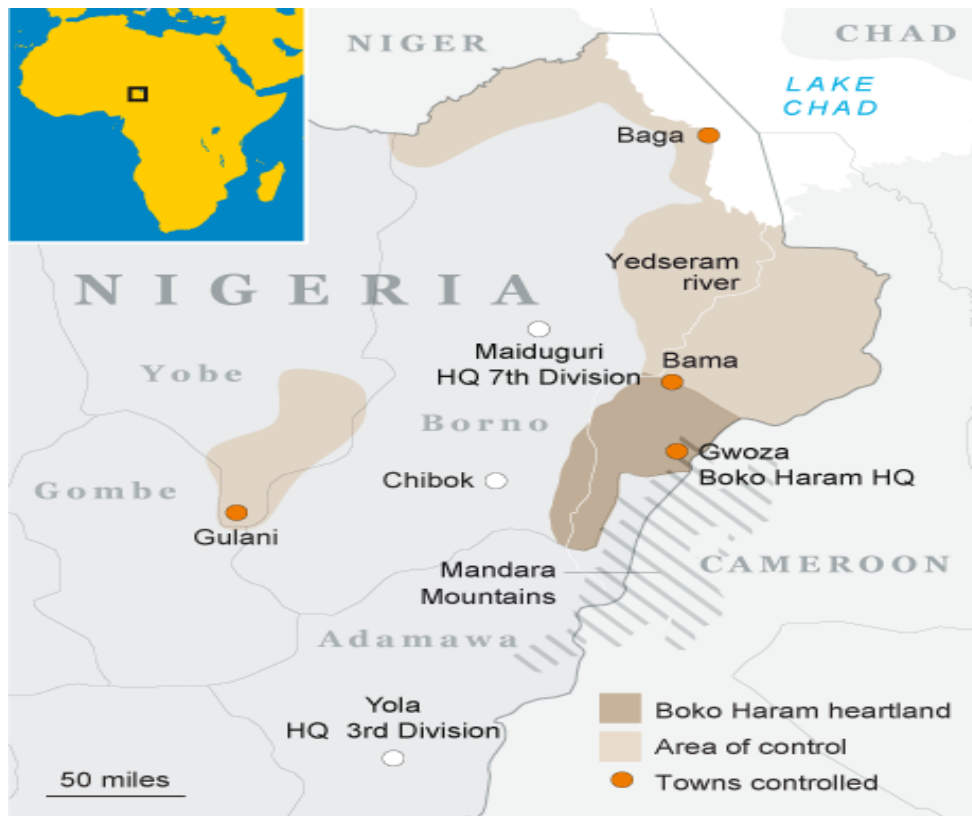 NIGER
CHAD
LAKE
CHAD
Baga
NIGERIA
Yedseram
river
Maiduguri
HQ 7th Division
Bama
Yobe
Borno
Gwoza
Boko Haram HQ
Chibok
Gombe
Gulani
CAMEROON
Mandara
Mountains
Adamawa
Yola
HQ 3rd Division
Boko Haram heartland
Area of control
Towns controlled
50 miles